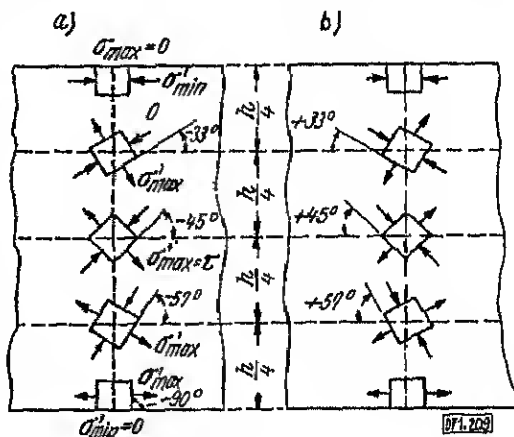 a)
b)
σmax=0
σ'min
h/4
0
-33°
+33°
σ'max
h/4
-45°
+45°
σ'max=τ
h/4
-57°
+57°
σ'max
h/4
σ'max
-90°
σ'min=0
DT1.209